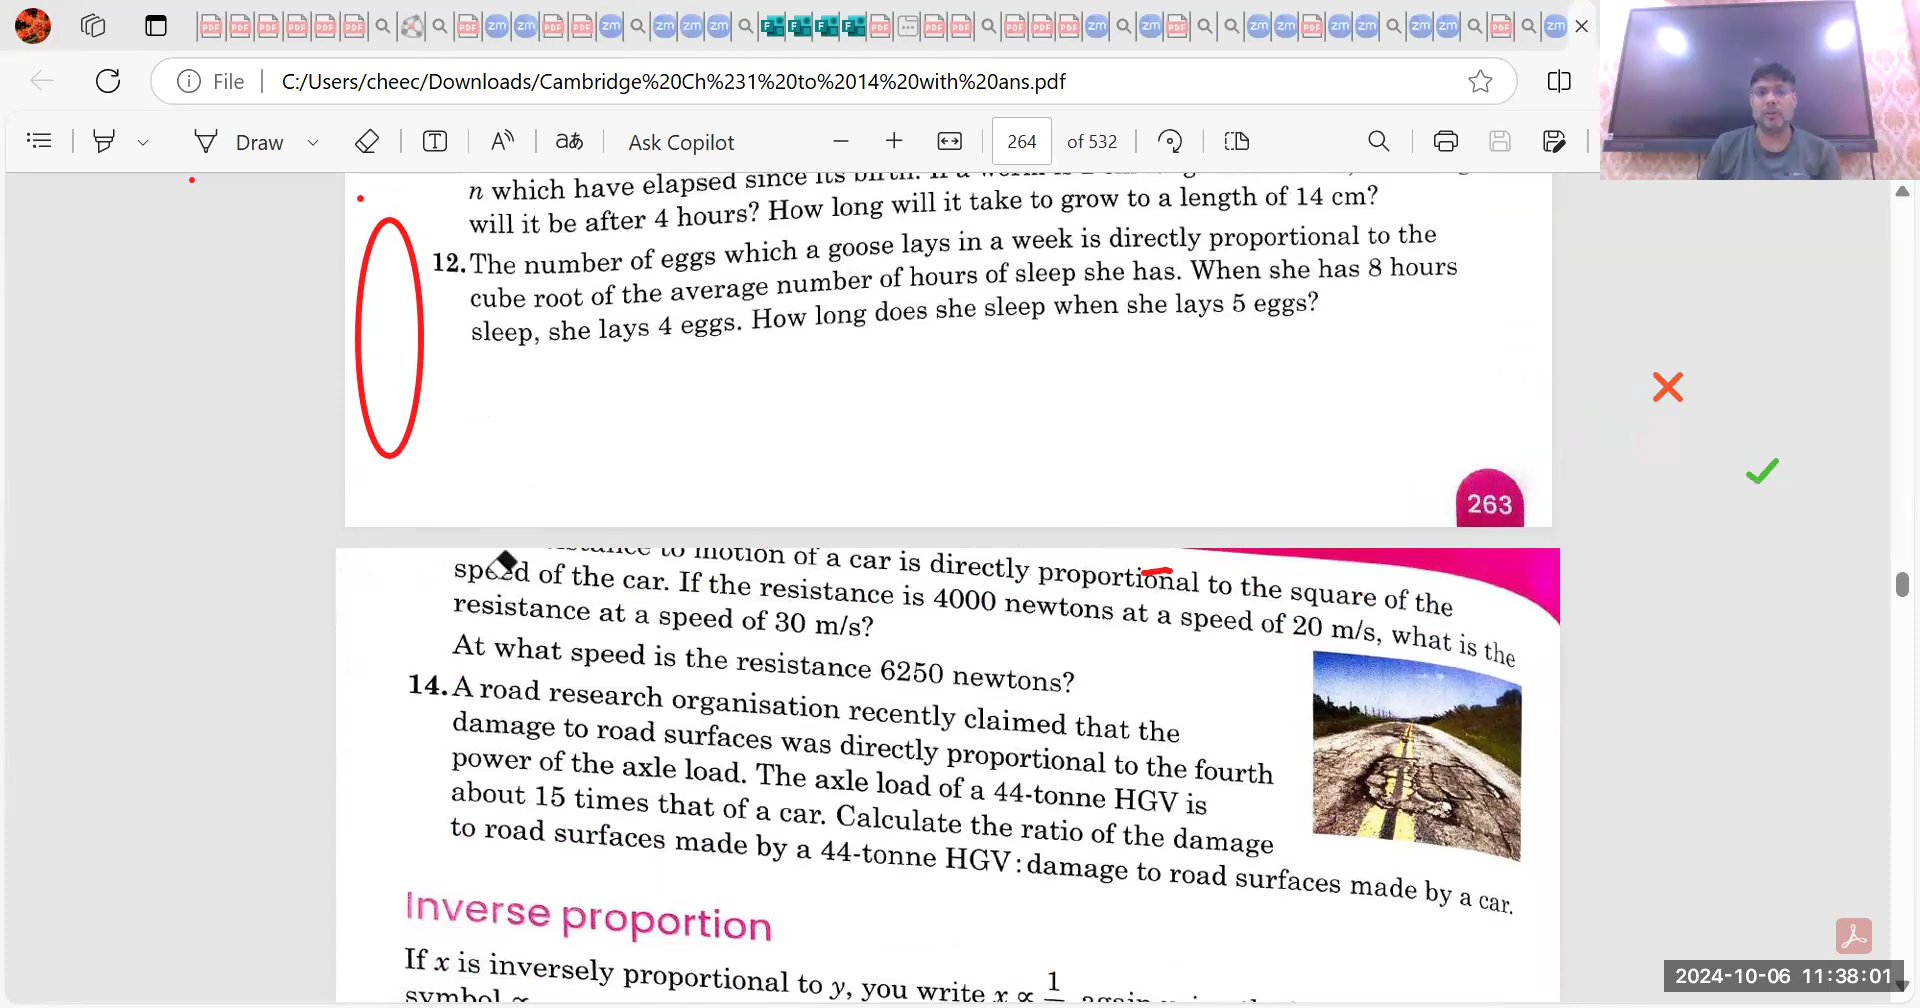 File
C:/Users/cheec/Downloads/Cambridge%20Ch%231%20to%2014%20with%20ans.pdf
Draw
Ask Copilot
264 of 532
n which have elapsed since its birth.
will it be after 4 hours? How long will it take to grow to a length of 14 cm?
12. The number of eggs which a goose lays in a week is directly proportional to the
cube root of the average number of hours of sleep she has. When she has 8 hours
sleep, she lays 4 eggs. How long does she sleep when she lays 5 eggs?
263
to motion of a car is directly proportional to the square of the
speed of the car. If the resistance is 4000 newtons at a speed of 20 m/s, what is the
resistance at a speed of 30 m/s?
At what speed is the resistance 6250 newtons?
14. A road research organisation recently claimed that the
damage to road surfaces was directly proportional to the fourth
power of the axle load. The axle load of a 44-tonne HGV is
about 15 times that of a car. Calculate the ratio of the damage
to road surfaces made by a 44-tonne HGV : damage to road surfaces made by a car.
Inverse proportion
If x is inversely proportional to y, you write x ∝ 1
symbol ∝
2024-10-06 11:38:01